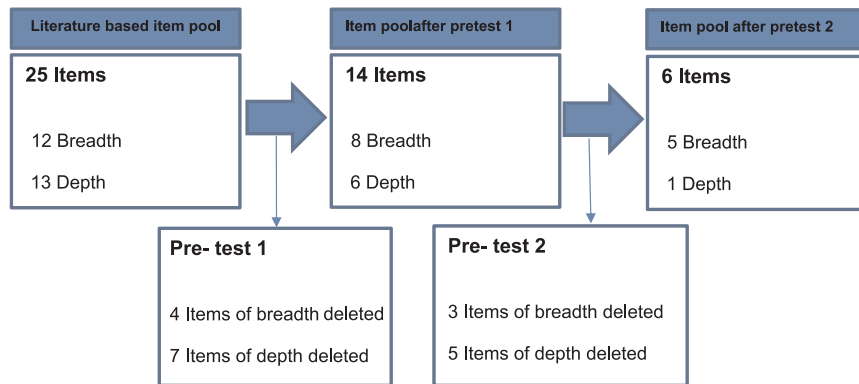 Literature based item pool
25 Items
12 Breadth
13 Depth
Item poolafter pretest 1
14 Items
8 Breadth
6 Depth
Item pool after pretest 2
6 Items
5 Breadth
1 Depth
Pre- test 1
4 Items of breadth deleted
7 Items of depth deleted
Pre- test 2
3 Items of breadth deleted
5 Items of depth deleted